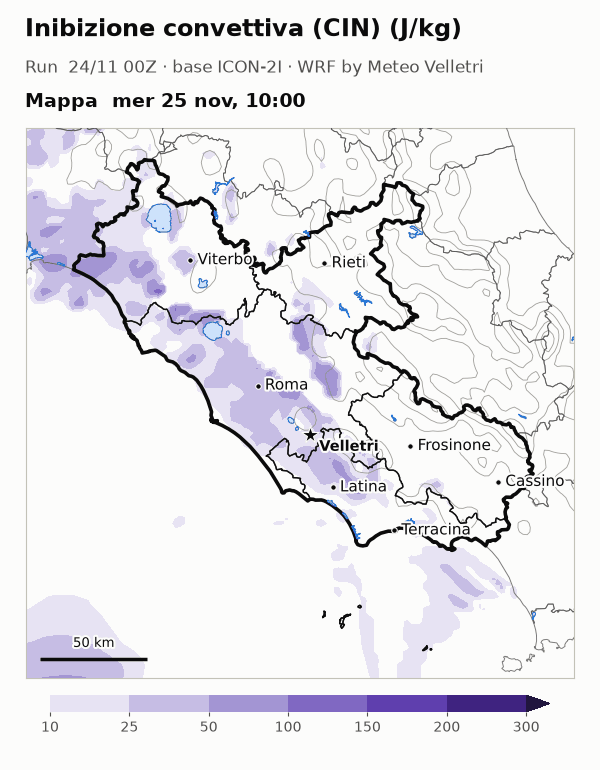 Inibizione convettiva (CIN) (J/kg)
Run  24/11 00Z · base ICON-2I · WRF by Meteo Velletri
Mappa  mer 25 nov, 10:00
Viterbo
Rieti
Roma
Velletri
Frosinone
Latina
Cassino
Terracina
50 km
10 25 50 100 150 200 300